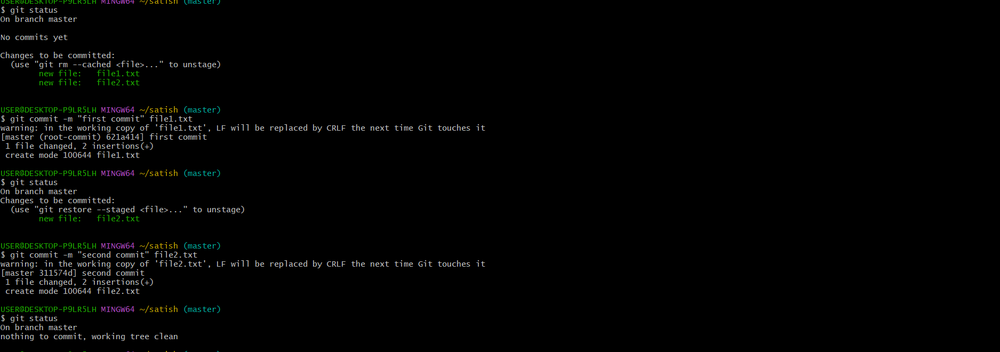 USER@DESKTOP-P9LR5LH MINGW64 ~/satish (master)
$ git status
On branch master
No commits yet
Changes to be committed:
  (use "git rm --cached <file>..." to unstage)
        new file:   file1.txt
        new file:   file2.txt
USER@DESKTOP-P9LR5LH MINGW64 ~/satish (master)
$ git commit -m "first commit" file1.txt
warning: in the working copy of 'file1.txt', LF will be replaced by CRLF the next time Git touches it
[master (root-commit) 621a414] first commit
 1 file changed, 2 insertions(+)
 create mode 100644 file1.txt
USER@DESKTOP-P9LR5LH MINGW64 ~/satish (master)
$ git status
On branch master
Changes to be committed:
  (use "git restore --staged <file>..." to unstage)
        new file:   file2.txt
USER@DESKTOP-P9LR5LH MINGW64 ~/satish (master)
$ git commit -m "second commit" file2.txt
warning: in the working copy of 'file2.txt', LF will be replaced by CRLF the next time Git touches it
[master 311574d] second commit
 1 file changed, 2 insertions(+)
 create mode 100644 file2.txt
USER@DESKTOP-P9LR5LH MINGW64 ~/satish (master)
$ git status
On branch master
nothing to commit, working tree clean